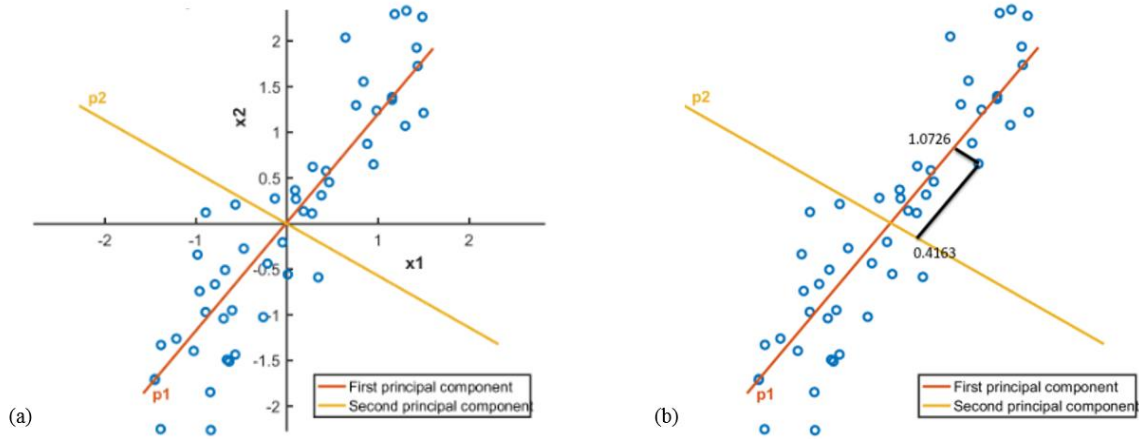 x2
2
1.5
1
0.5
-2
-1
1
2
x1
-0.5
-1
-1.5
-2
p2
p1
First principal component
Second principal component
(a)
p2
1.0726
0.4163
p1
First principal component
Second principal component
(b)